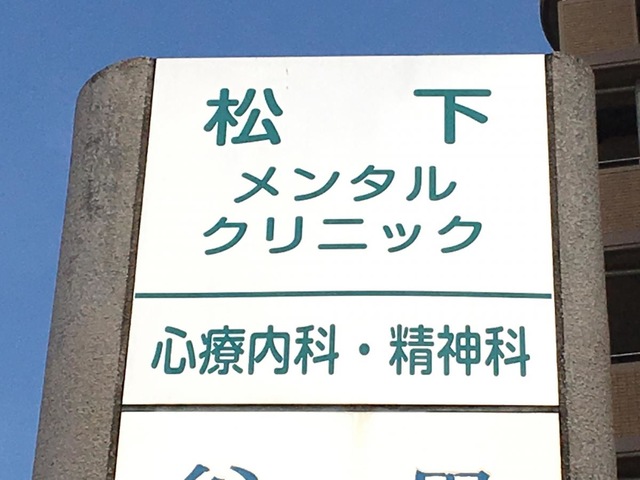 松下
メンタル
クリニック
心療内科・精神科